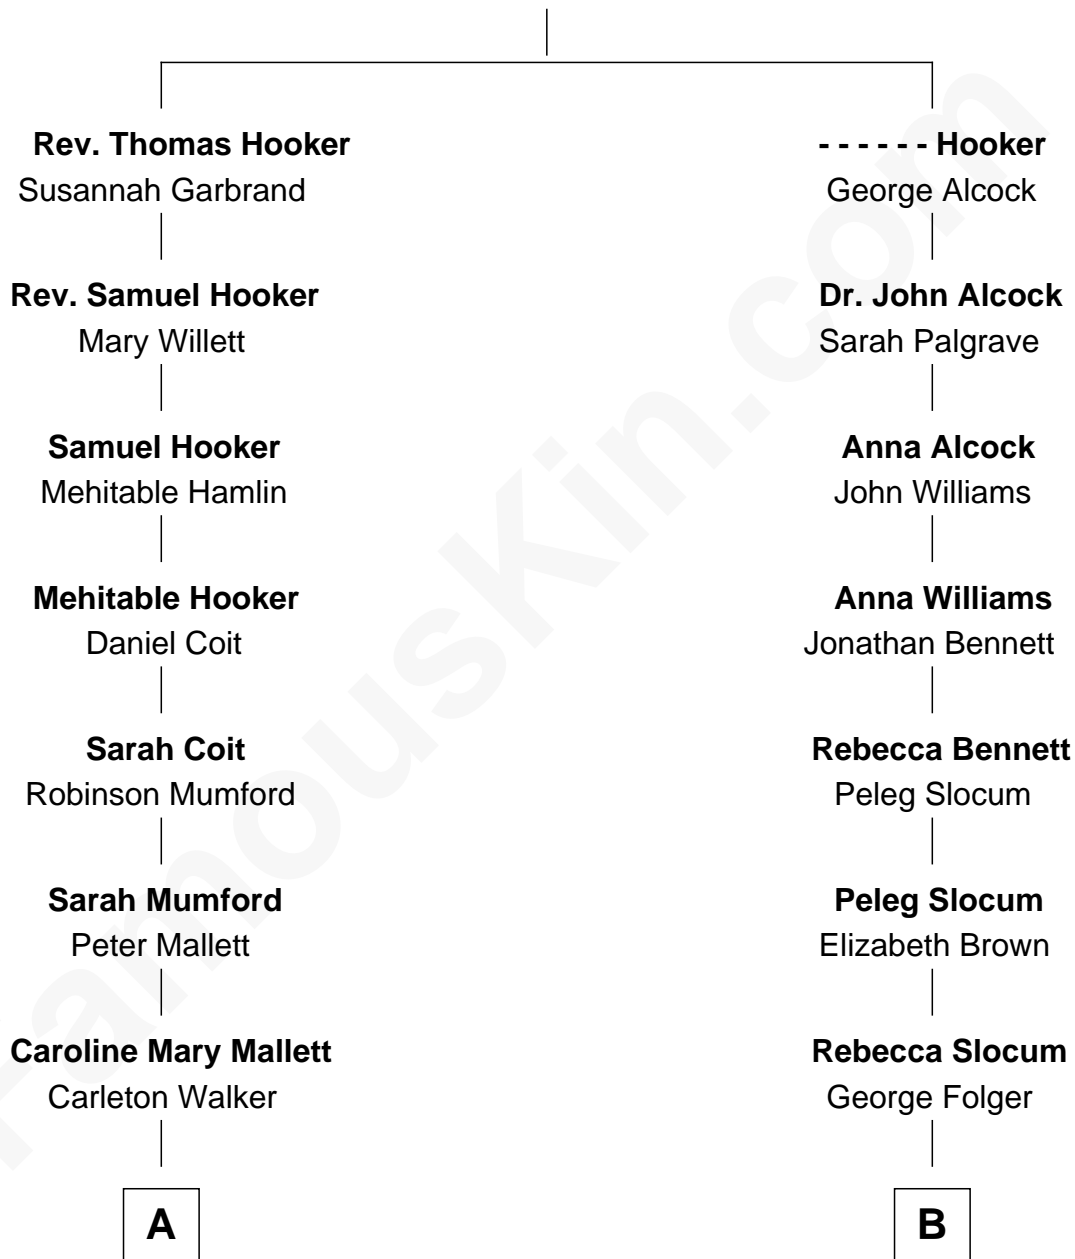 Rev. Thomas Hooker
Susannah Garbrand
Rev. Samuel Hooker
Mary Willett
Samuel Hooker
Mehitable Hamlin
Mehitable Hooker
Daniel Coit
Sarah Coit
Robinson Mumford
Sarah Mumford
Peter Mallett
Caroline Mary Mallett
Carleton Walker
A
- - - - - - Hooker
George Alcock
Dr. John Alcock
Sarah Palgrave
Anna Alcock
John Williams
Anna Williams
Jonathan Bennett
Rebecca Bennett
Peleg Slocum
Peleg Slocum
Elizabeth Brown
Rebecca Slocum
George Folger
B
FamousKin.com